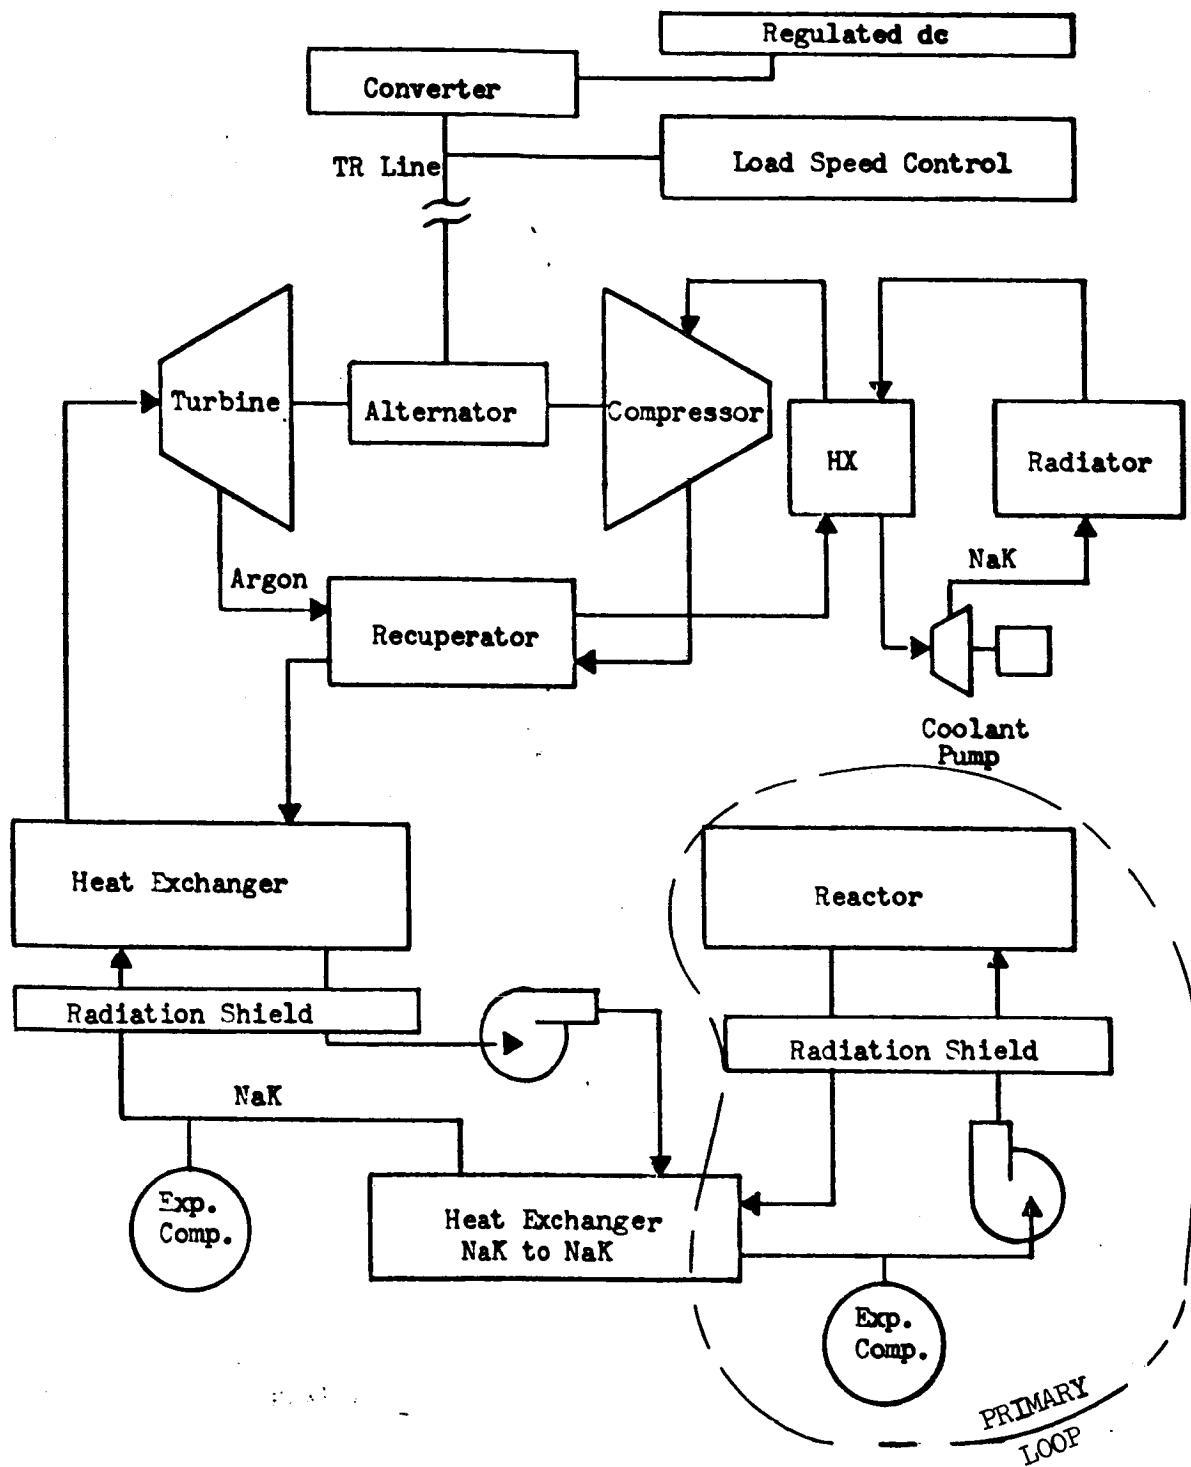 Regulated dc
Converter
TR Line
Load Speed Control
Turbine
Alternator
Compressor
HX
Radiator
NaK
Argon
Recuperator
Coolant
Pump
Heat Exchanger
Reactor
Radiation Shield
Radiation Shield
NaK
Exp.
Comp.
Heat Exchanger
NaK to NaK
Exp.
Comp.
PRIMARY
LOOP